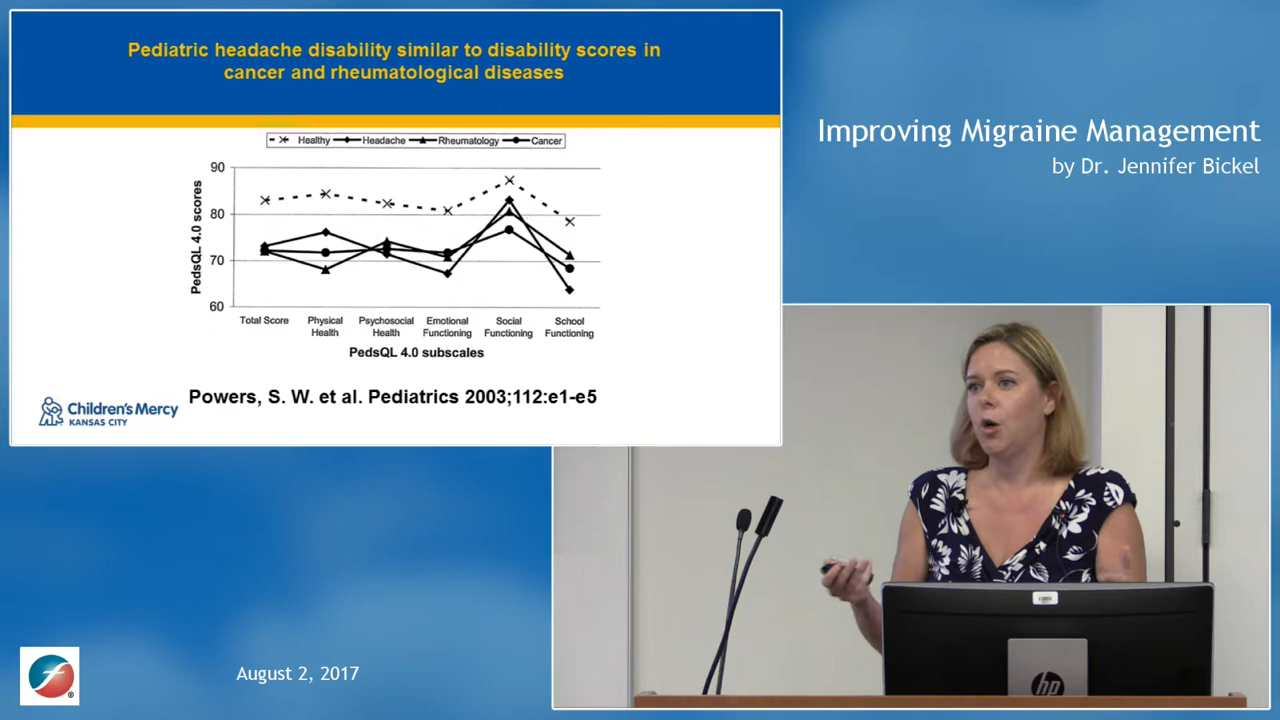 Pediatric headache disability similar to disability scores in
cancer and rheumatological diseases
Healthy Headache Rheumatology Cancer
90
80
70
60
PedsQL 4.0 scores
Total Score
Physical
Health
Psychosocial
Health
Emotional
Functioning
Social
Functioning
School
Functioning
PedsQL 4.0 subscales
Powers, S. W. et al. Pediatrics 2003;112:e1-e5
Children's Mercy
KANSAS CITY
Improving Migraine Management
by Dr. Jennifer Bickel
hp
August 2, 2017
®